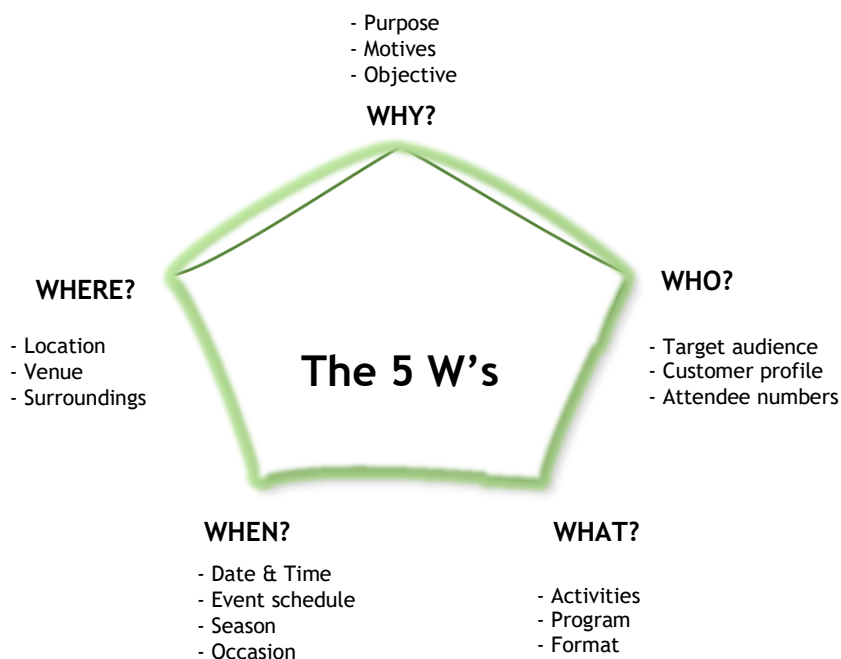 - Purpose
- Motives
- Objective
WHY?
WHERE?
- Location
- Venue
- Surroundings
The 5 W’s
WHO?
- Target audience
- Customer profile
- Attendee numbers
WHEN?
- Date & Time
- Event schedule
- Season
- Occasion
WHAT?
- Activities
- Program
- Format